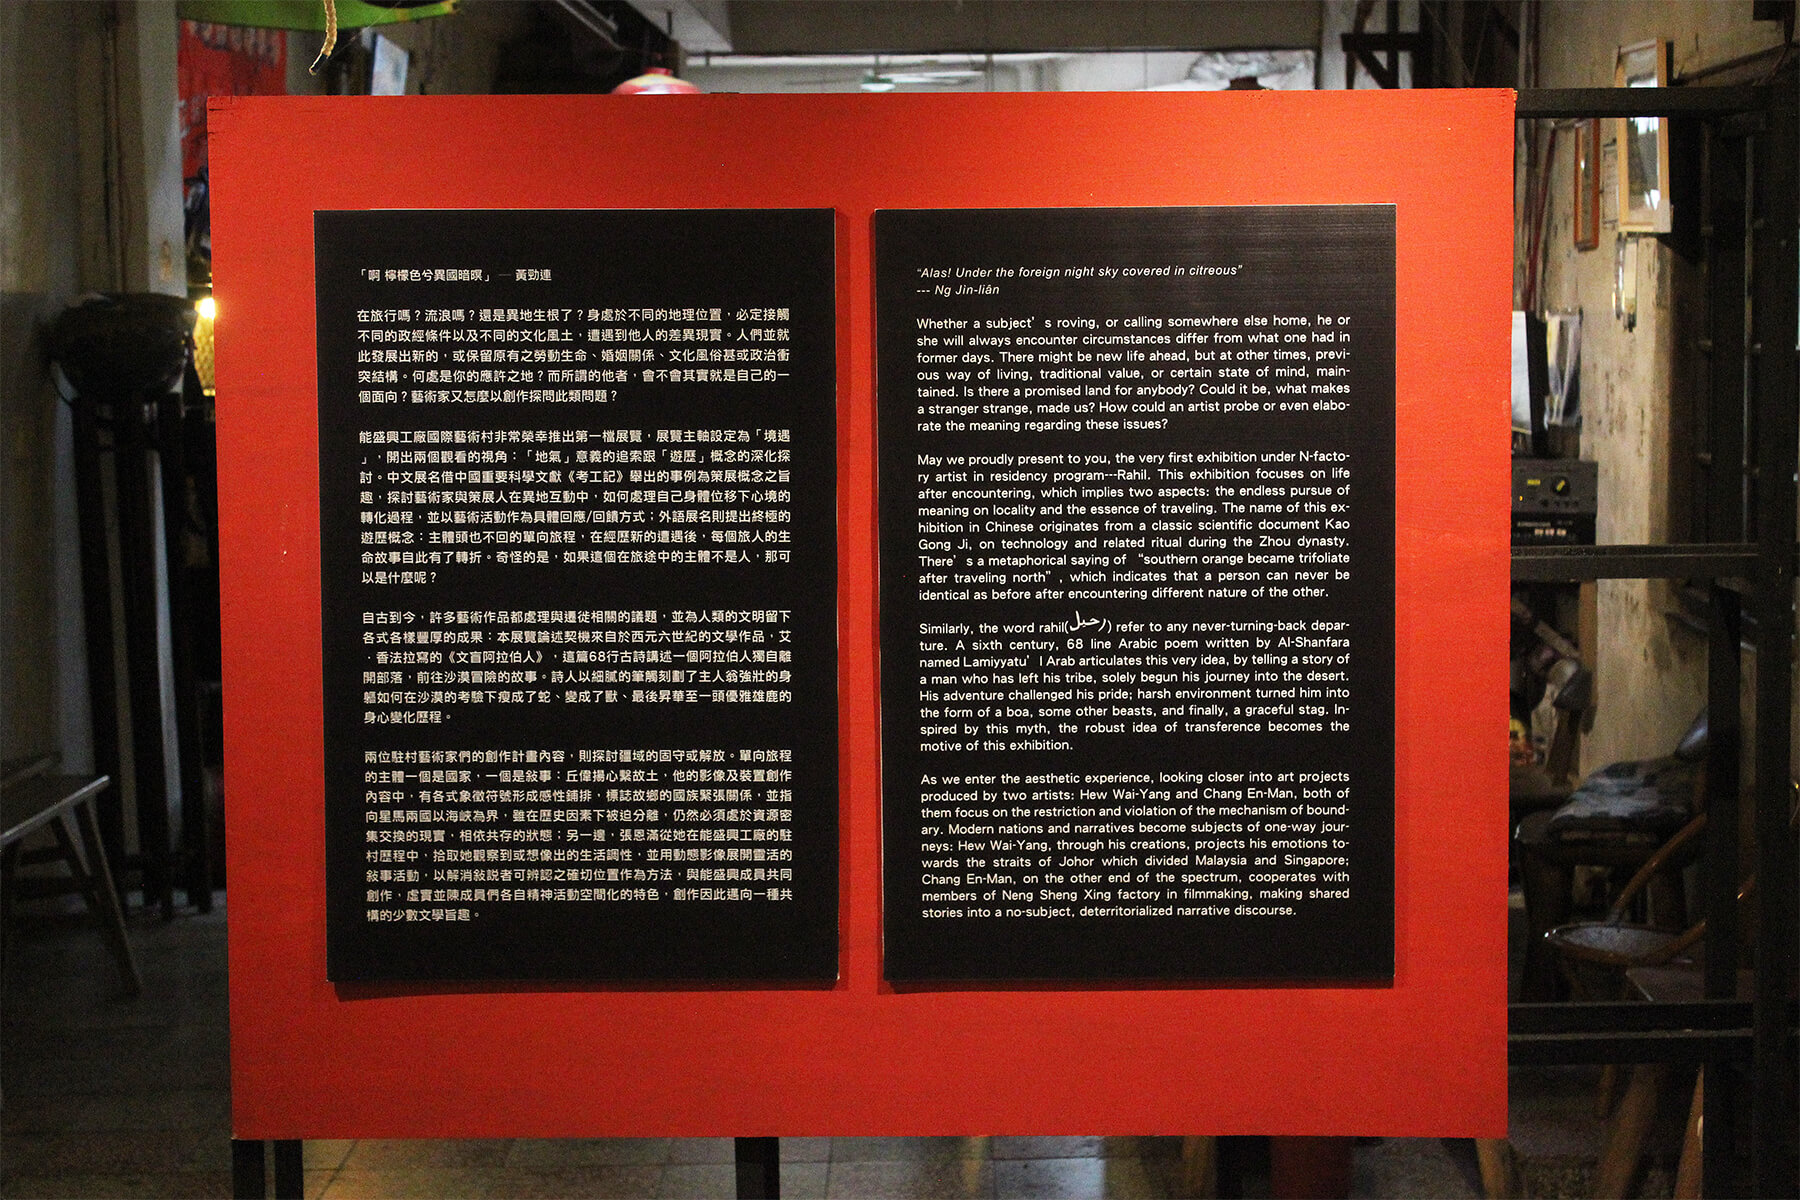 「啊 檸檬色兮異國暗暝」 — 黃勁連
在旅行嗎？流浪嗎？還是異地生根了？身處於不同的地理位置，必定接觸
不同的政經條件以及不同的文化風土，遭遇到他人的差異現實。人們並就
此發展出新的，或保留原有之勞動生命、婚姻關係、文化風俗甚或政治衝
突結構。何處是你的應許之地？而所謂的他者，會不會其實就是自己的一
個面向？藝術家又怎麼以創作探問此類問題？
能盛興工廠國際藝術村非常榮幸推出第一檔展覽，展覽主軸設定為「境遇
」，開出兩個觀看的視角：「地氣」意義的追索跟「遊歷」概念的深化探
討。中文展名借中國重要科學文獻《考工記》舉出的事例為策展概念之旨
趣，探討藝術家與策展人在異地互動中，如何處理自己身體位移下心境的
轉化過程，並以藝術活動作為具體回應/回饋方式；外語展名則提出終極的
遊歷概念：主體頭也不回的單向旅程，在經歷新的遭遇後，每個旅人的生
命故事自此有了轉折。奇怪的是，如果這個在旅途中的主體不是人，那可
以是什麼呢？
自古到今，許多藝術作品都處理與遷徙相關的議題，並為人類的文明留下
各式各樣豐厚的成果：本展覽論述契機來自於西元六世紀的文學作品，艾
·香法拉寫的《文盲阿拉伯人》，這篇68行古詩講述一個阿拉伯人獨自離
開部落，前往沙漠冒險的故事。詩人以細膩的筆觸刻劃了主人翁強壯的身
軀如何在沙漠的考驗下瘦成了蛇、變成了獸、最後昇華至一頭優雅雄鹿的
身心變化歷程。
兩位駐村藝術家們的創作計畫內容，則探討疆域的固守或解放。單向旅程
的主體一個是國家，一個是敘事：丘偉揚心繫故土，他的影像及裝置創作
內容中，有各式象徵符號形成感性鋪排，標誌故鄉的國族緊張關係，並指
向星馬兩國以海峽為界，雖在歷史因素下被迫分離，仍然必須處於資源密
集交換的現實，相依共存的狀態；另一邊，張恩滿從她在能盛興工廠的駐
村歷程中，拾取她觀察到或想像出的生活調性，並用動態影像展開靈活的
敍事活動，以解消敍說者可辨認之確切位置作為方法，與能盛興成員共同
創作，虛實並陳成員們各自精神活動空間化的特色，創作因此邁向一種共
構的少數文學旨趣。
“Alas! Under the foreign night sky covered in citreous”
--- Ng Jin-liân
Whether a subject’ s roving, or calling somewhere else home, he or
she will always encounter circumstances differ from what one had in
former days. There might be new life ahead, but at other times, previ-
ous way of living, traditional value, or certain state of mind, main-
tained. Is there a promised land for anybody? Could it be, what makes
a stranger strange, made us? How could an artist probe or even elabo-
rate the meaning regarding these issues?
May we proudly present to you, the very first exhibition under N-facto-
ry artist in residency program---Rahil. This exhibition focuses on life
after encountering, which implies two aspects: the endless pursue of
meaning on locality and the essence of traveling. The name of this ex-
hibition in Chinese originates from a classic scientific document Kao
Gong Ji, on technology and related ritual during the Zhou dynasty.
There’ s a metaphorical saying of “southern orange became trifoliate
after traveling north” , which indicates that a person can never be
identical as before after encountering different nature of the other.
Similarly, the word rahil(رحيل) refer to any never-turning-back depar-
ture. A sixth century, 68 line Arabic poem written by Al-Shanfara
named Lamiyyatu’ l Arab articulates this very idea, by telling a story of
a man who has left his tribe, solely begun his journey into the desert.
His adventure challenged his pride; harsh environment turned him into
the form of a boa, some other beasts, and finally, a graceful stag. In-
spired by this myth, the robust idea of transference becomes the
motive of this exhibition.
As we enter the aesthetic experience, looking closer into art projects
produced by two artists: Hew Wai-Yang and Chang En-Man, both of
them focus on the restriction and violation of the mechanism of bound-
ary. Modern nations and narratives become subjects of one-way jour-
neys: Hew Wai-Yang, through his creations, projects his emotions to-
wards the straits of Johor which divided Malaysia and Singapore;
Chang En-Man, on the other end of the spectrum, cooperates with
members of Neng Sheng Xing factory in filmmaking, making shared
stories into a no-subject, deterritorialized narrative discourse.